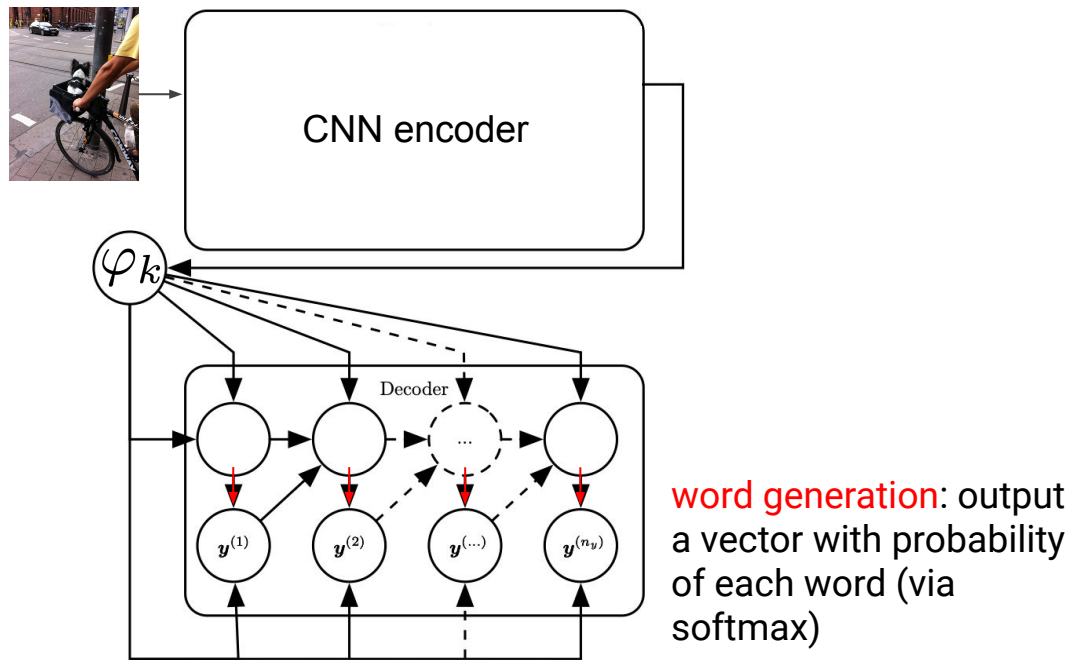 CNN encoder
φk
Decoder
...
y(1)
y(2)
y(...)
y(ny)
word generation: output
a vector with probability
of each word (via
softmax)